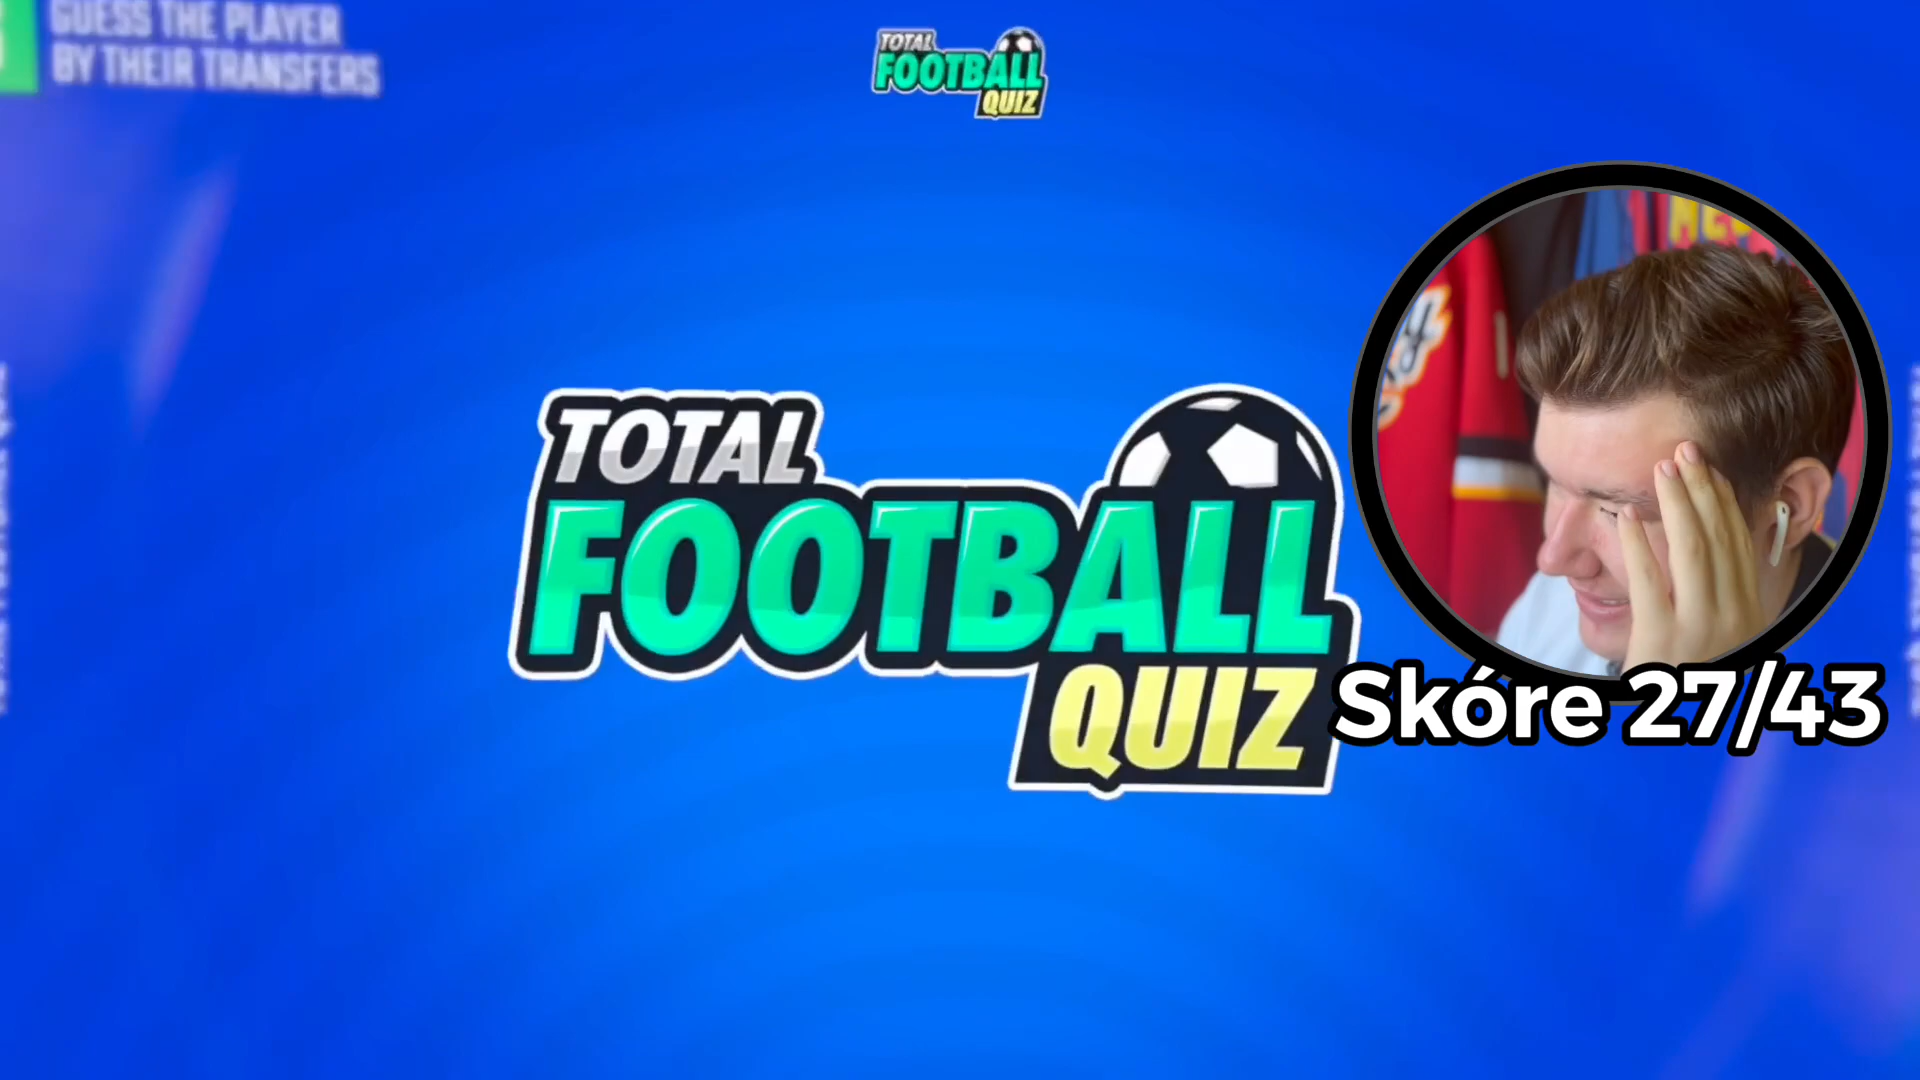 GUESS THE PLAYER
BY THEIR TRANSFERS
TOTAL
FOOTBALL
QUIZ
TOTAL
FOOTBALL
QUIZ
Skóre 27/43